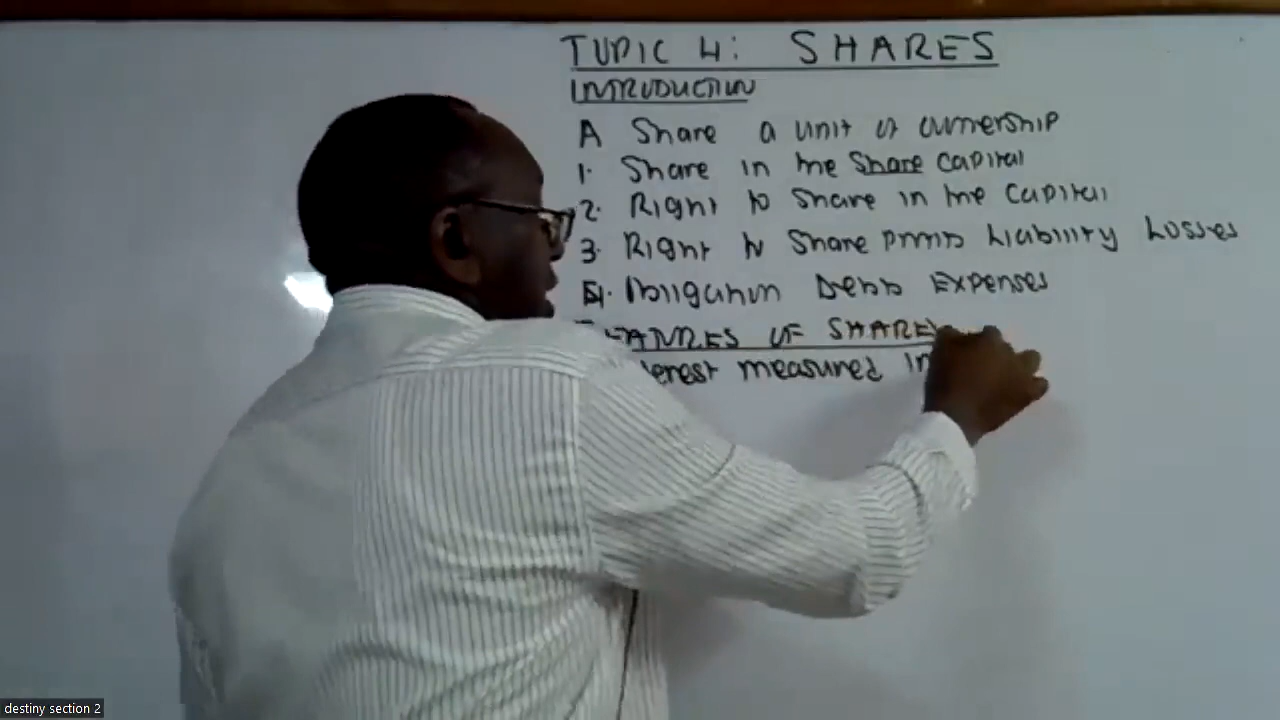 TOPIC 4: SHARES
INTRODUCTION
A Share a unit of ownership
1. Share in the Share Capital
2. Right to Share in the Capital
3. Right to Share profits Liability Losses
4. Obligation Debts Expenses
FEATURES OF SHARES
measured in
destiny section 2